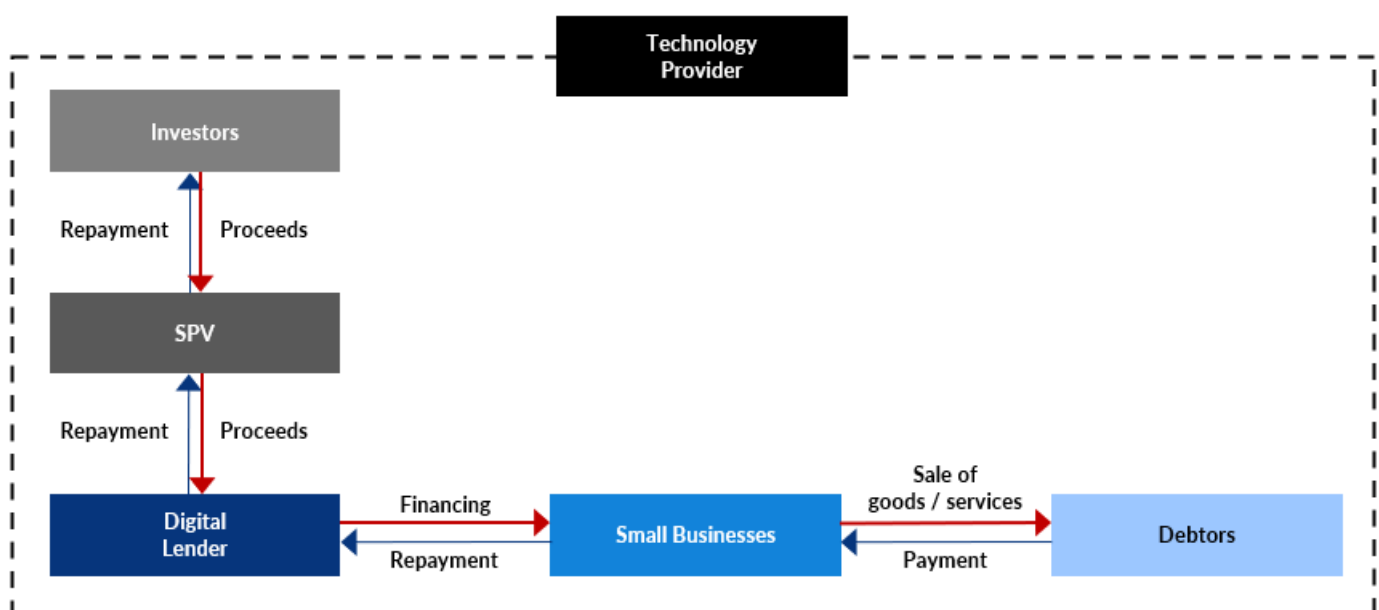 Technology
Provider
Investors
Repayment
Proceeds
SPV
Repayment
Proceeds
Digital
Lender
Financing
Repayment
Small Businesses
Sale of
goods / services
Payment
Debtors